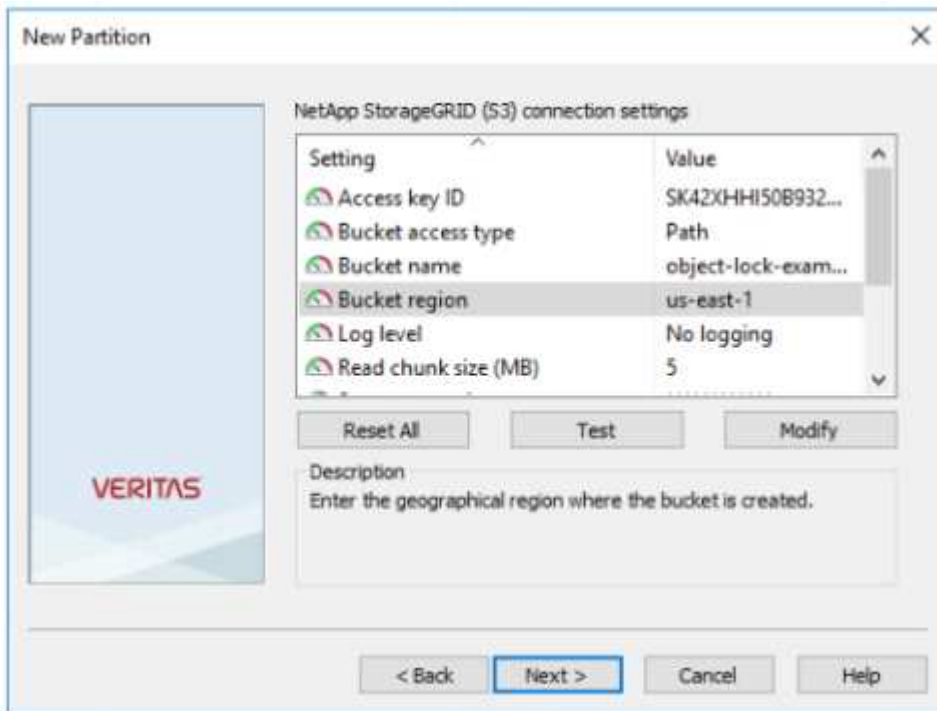 New Partition
NetApp StorageGRID (S3) connection settings
Setting Value
Access key ID SK42XHHI50B932...
Bucket access type Path
Bucket name object-lock-exam...
Bucket region us-east-1
Log level No logging
Read chunk size (MB) 5
Reset All Test Modify
Description
Enter the geographical region where the bucket is created.
VERITAS
< Back Next > Cancel Help